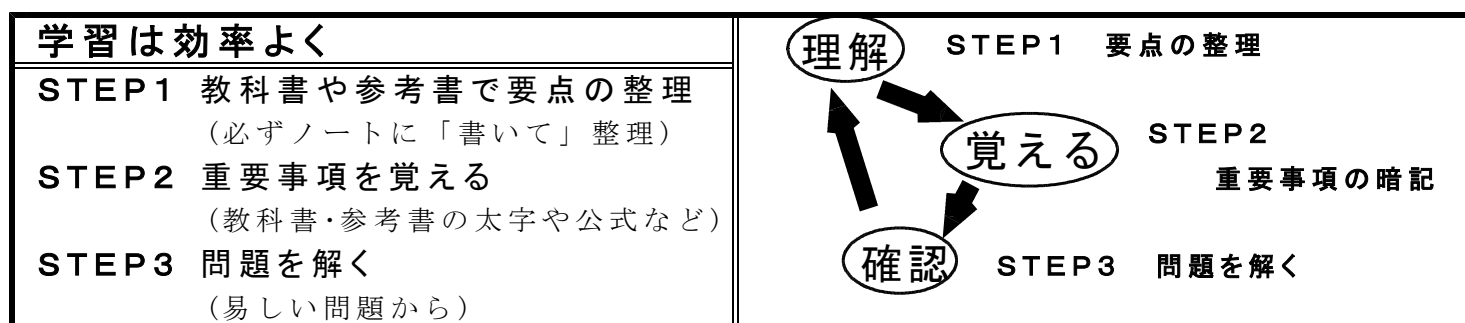 学習は効率よく
STEP1 教科書や参考書で要点の整理
(必ずノートに「書いて」整理)
STEP2 重要事項を覚える
(教科書･参考書の太字や公式など)
STEP3 問題を解く
(易しい問題から)
理解 STEP1 要点の整理
覚える STEP2
重要事項の暗記
確認 STEP3 問題を解く